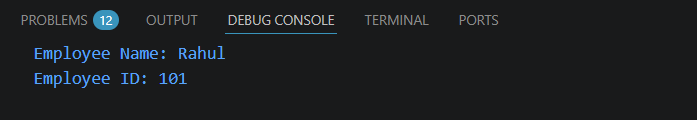 PROBLEMS 12 OUTPUT DEBUG CONSOLE TERMINAL PORTS
Employee Name: Rahul
Employee ID: 101